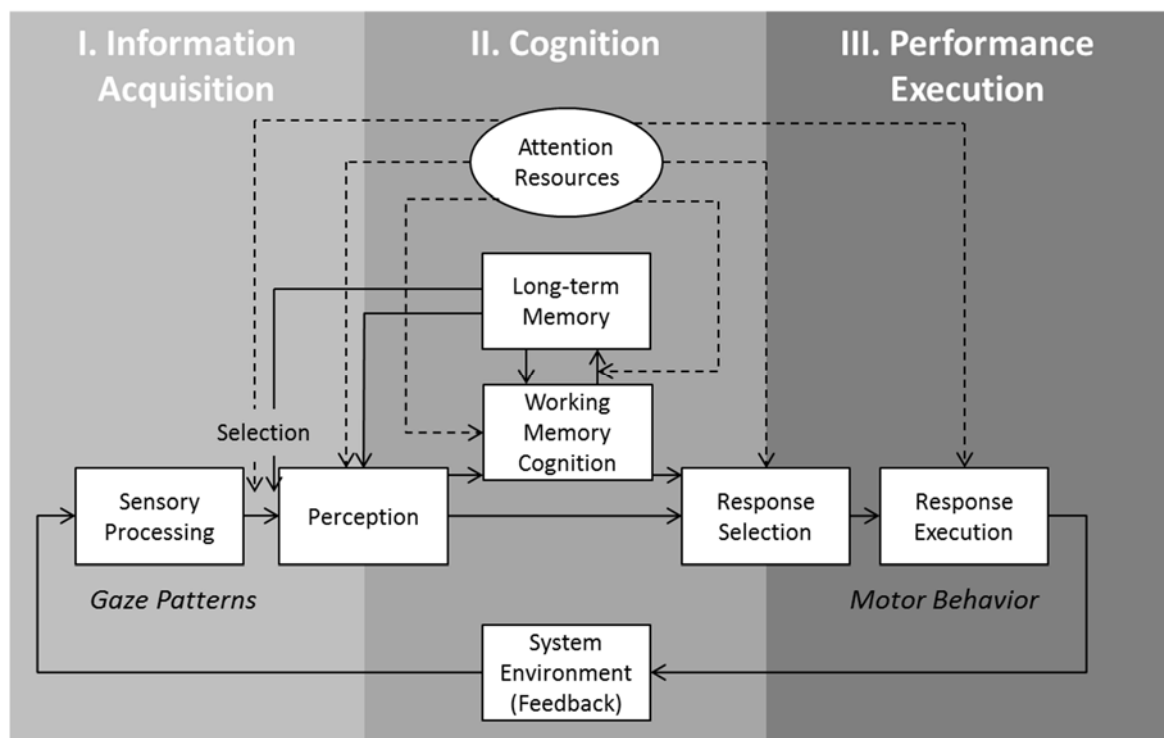 I. Information
Acquisition
II. Cognition
III. Performance
Execution
Attention
Resources
Long-term
Memory
Selection
Working
Memory
Cognition
Sensory
Processing
Perception
Response
Selection
Response
Execution
Gaze Patterns
Motor Behavior
System
Environment
(Feedback)